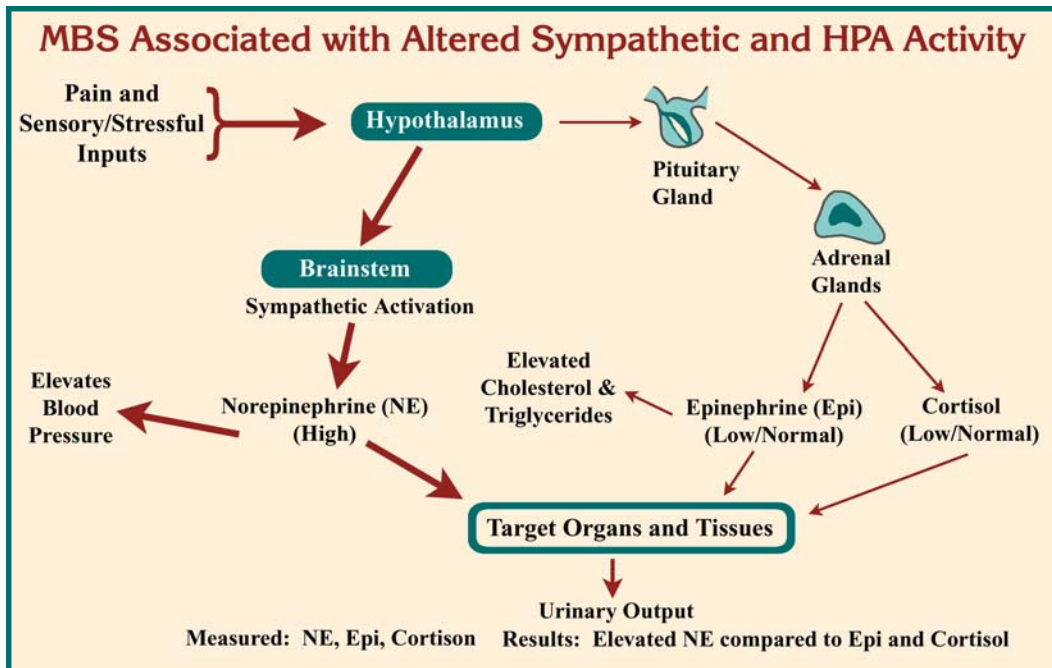 MBS Associated with Altered Sympathetic and HPA Activity
Pain and
Sensory/Stressful
Inputs
Hypothalamus
Pituitary
Gland
Adrenal
Glands
Brainstem
Sympathetic Activation
Elevates
Blood
Pressure
Norepinephrine (NE)
(High)
Elevated
Cholesterol &
Triglycerides
Epinephrine (Epi)
(Low/Normal)
Cortisol
(Low/Normal)
Target Organs and Tissues
Urinary Output
Measured: NE, Epi, Cortison Results: Elevated NE compared to Epi and Cortisol